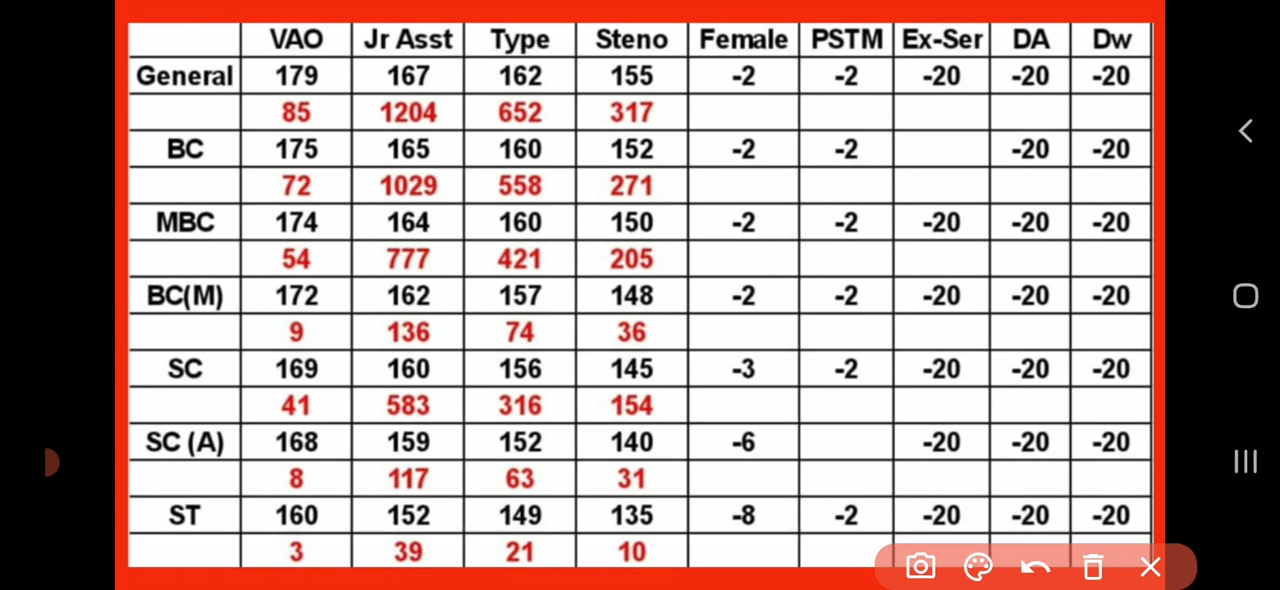 VAO Jr Asst Type Steno Female PSTM Ex-Ser DA Dw
General 179 167 162 155 -2 -2 -20 -20 -20
85 1204 652 317
BC 175 165 160 152 -2 -2 -20 -20
72 1029 558 271
MBC 174 164 160 150 -2 -2 -20 -20 -20
54 777 421 205
BC(M) 172 162 157 148 -2 -2 -20 -20 -20
9 136 74 36
SC 169 160 156 145 -3 -2 -20 -20 -20
41 583 316 154
SC (A) 168 159 152 140 -6 -20 -20 -20
8 117 63 31
ST 160 152 149 135 -8 -2 -20 -20 -20
3 39 21 10